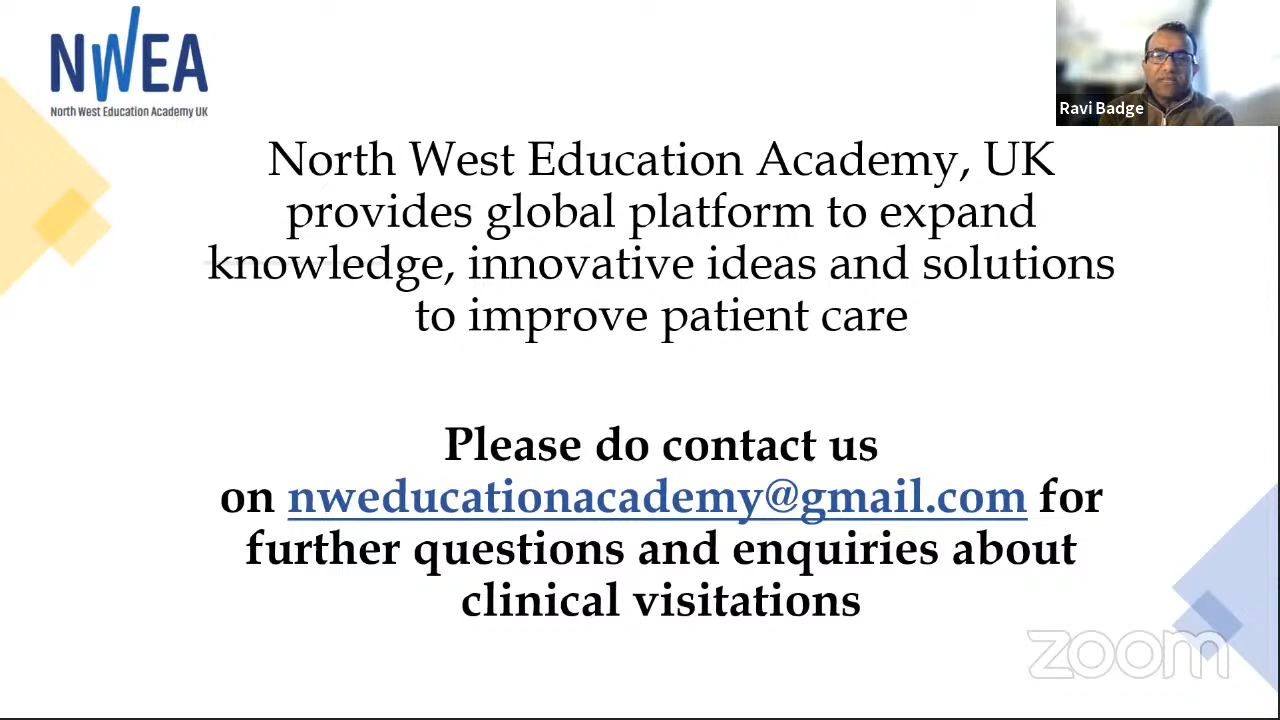 NWEA
North West Education Academy UK
Ravi Badge
North West Education Academy, UK
provides global platform to expand
knowledge, innovative ideas and solutions
to improve patient care
Please do contact us
on nweducationacademy@gmail.com for
further questions and enquiries about
clinical visitations
zoom